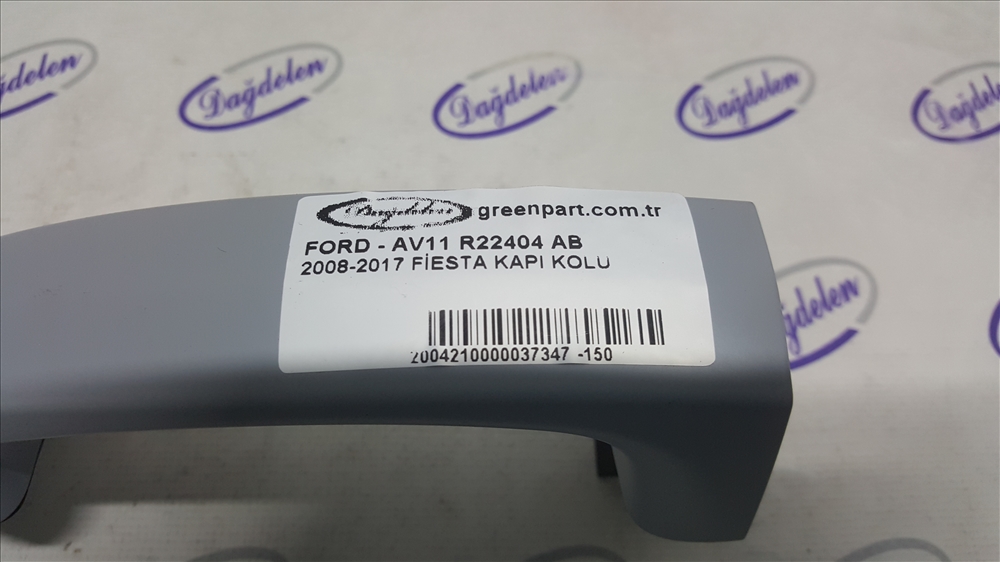 Dağdelen
Dağdelen
Dağdelen
Dağdelen
Dağdelen greenpart.com.tr
FORD - AV11 R22404 AB
2008-2017 FİESTA KAPI KOLU
2004210000037347 -150
Dağdelen